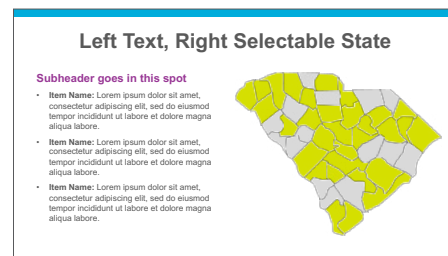 Left Text, Right Selectable State
Subheader goes in this spot
• Item Name: Lorem ipsum dolor sit amet,
consectetur adipiscing elit, sed do eiusmod
tempor incididunt ut labore et dolore magna
aliqua labore.
• Item Name: Lorem ipsum dolor sit amet,
consectetur adipiscing elit, sed do eiusmod
tempor incididunt ut labore et dolore magna
aliqua labore.
• Item Name: Lorem ipsum dolor sit amet,
consectetur adipiscing elit, sed do eiusmod
tempor incididunt ut labore et dolore magna
aliqua labore.